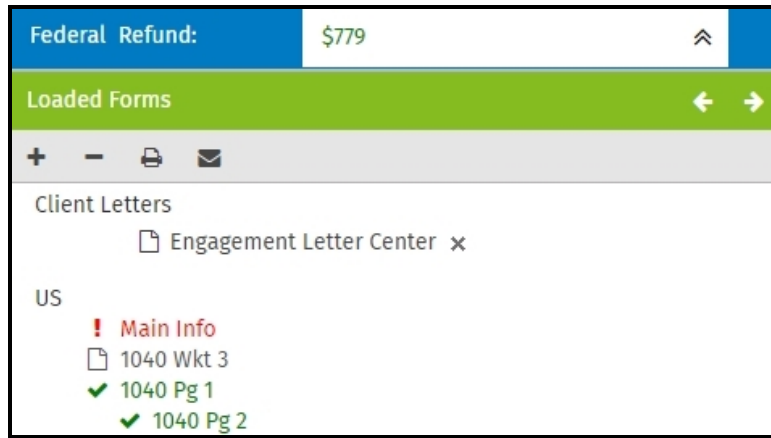 Federal Refund: $779
Loaded Forms
Client Letters
Engagement Letter Center
US
! Main Info
1040 Wkt 3
1040 Pg 1
1040 Pg 2